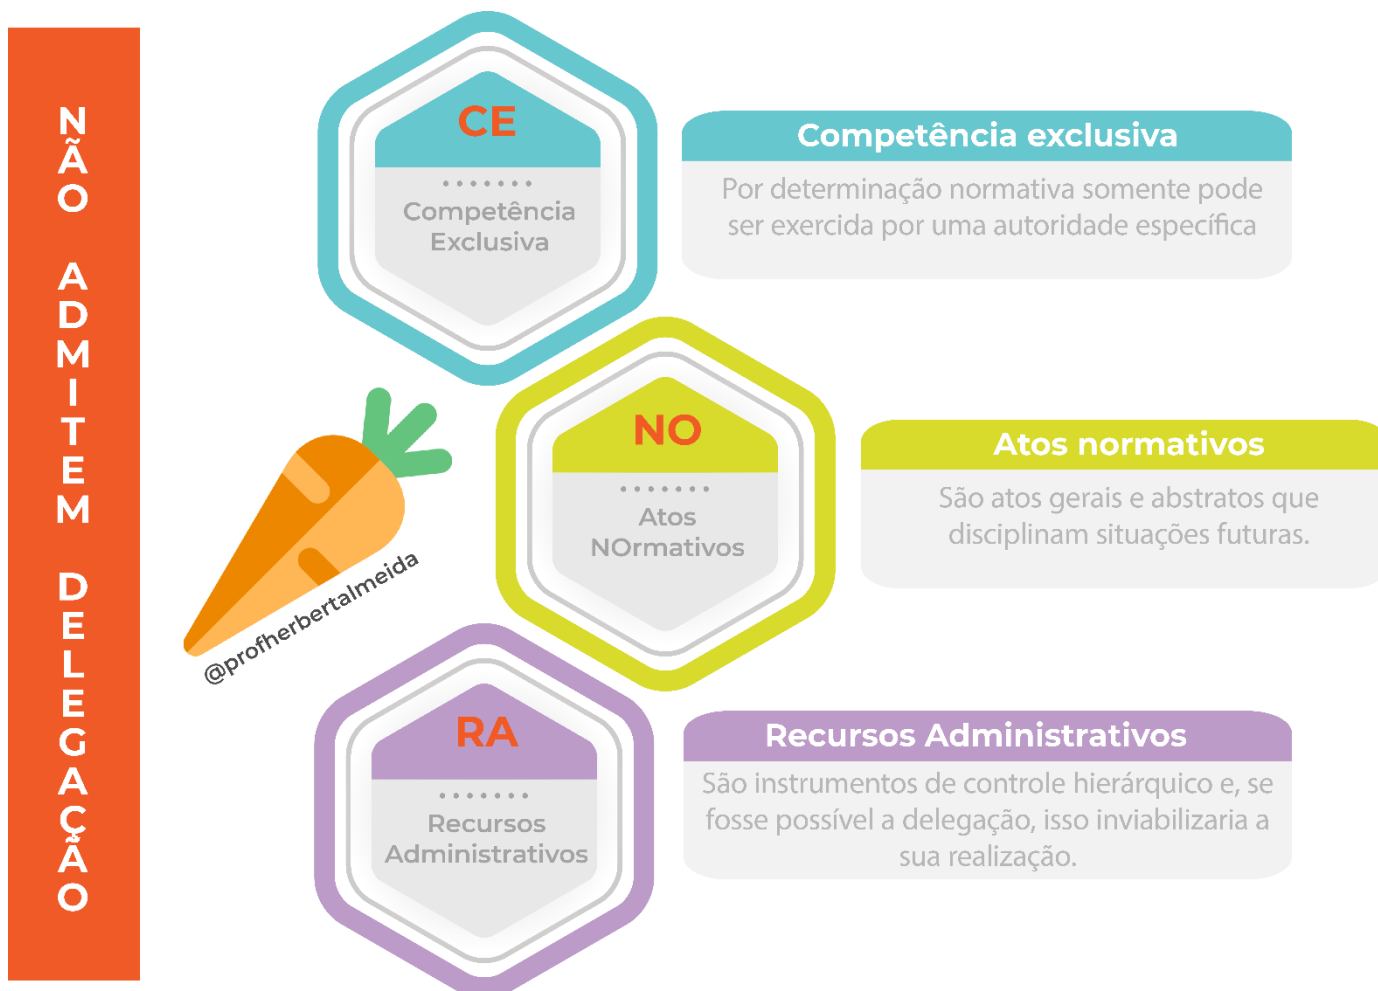 NÃO ADMITEM DELEGAÇÃO
CE
Competência
Exclusiva
Competência exclusiva
Por determinação normativa somente pode
ser exercida por uma autoridade específica
NO
Atos
NOrmativos
Atos normativos
São atos gerais e abstratos que
disciplinam situações futuras.
@profherbertalmeida
RA
Recursos
Administrativos
Recursos Administrativos
São instrumentos de controle hierárquico e, se
fosse possível a delegação, isso inviabilizaria a
sua realização.